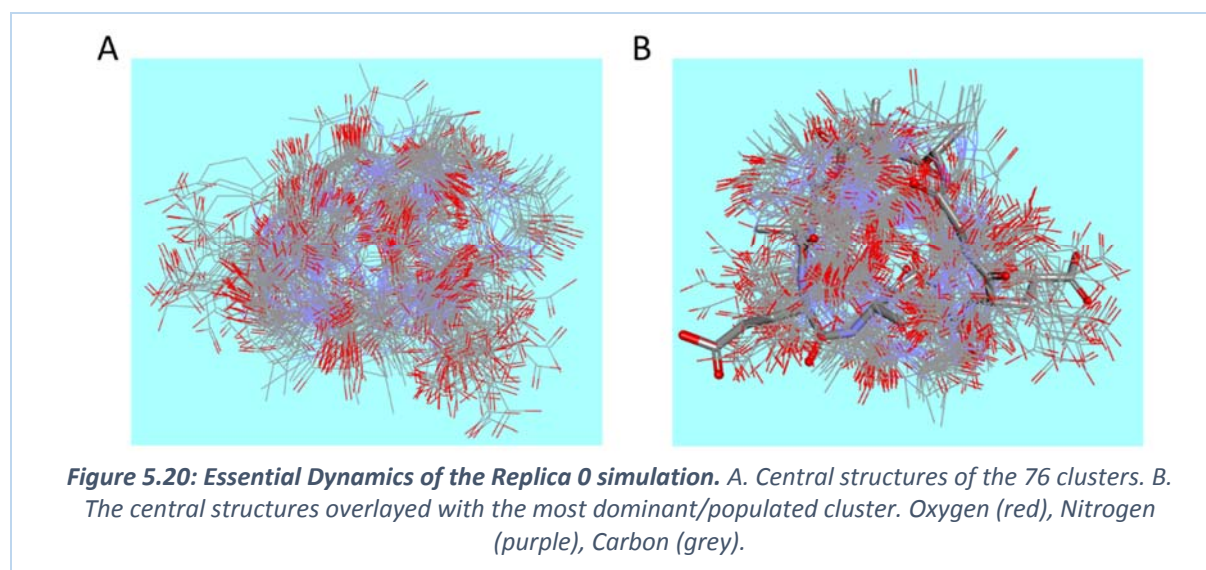 A
B
Figure 5.20: Essential Dynamics of the Replica 0 simulation. A. Central structures of the 76 clusters. B.
The central structures overlayed with the most dominant/populated cluster. Oxygen (red), Nitrogen
(purple), Carbon (grey).